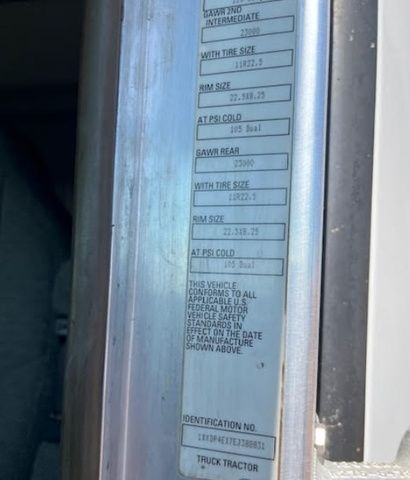 GAWR 2ND
INTERMEDIATE
23000
WITH TIRE SIZE
11R22.5
RIM SIZE
22.5X8.25
AT PSI COLD
105 Dual
GAWR REAR
23000
WITH TIRE SIZE
11R22.5
RIM SIZE
22.5X8.25
AT PSI COLD
105 Dual
THIS VEHICLE
CONFORMS TO ALL
APPLICABLE U.S.
FEDERAL MOTOR
VEHICLE SAFETY
STANDARDS IN
EFFECT ON THE DATE
OF MANUFACTURE
SHOWN ABOVE.
IDENTIFICATION NO.
TRUCK TRACTOR